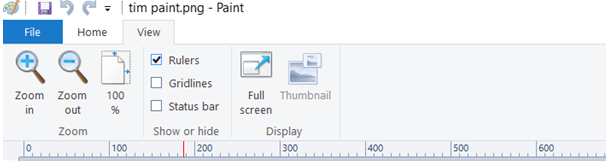 tim paint.png - Paint
File Home View
Zoom in
Zoom out
100 %
Rulers
Gridlines
Status bar
Full screen
Thumbnail
Zoom
Show or hide
Display
0 100 200 300 400 500 600